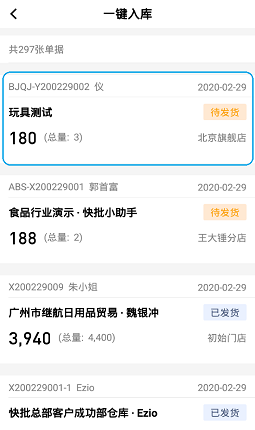 一键入库
共297张单据
BJQJ-Y200229002 仪 2020-02-29
玩具测试 待发货
180 (总量: 3) 北京旗舰店
ABS-X200229001 郭首富 2020-02-29
食品行业演示 · 快批小助手 待发货
188 (总量: 2) 王大锤分店
X200229009 朱小姐 2020-02-29
广州市继航日用品贸易 · 魏银冲 已发货
3,940 (总量: 4,400) 初始门店
X200229001-1 Ezio 2020-02-29
快批总部客户成功部仓库 · Ezio 已发货